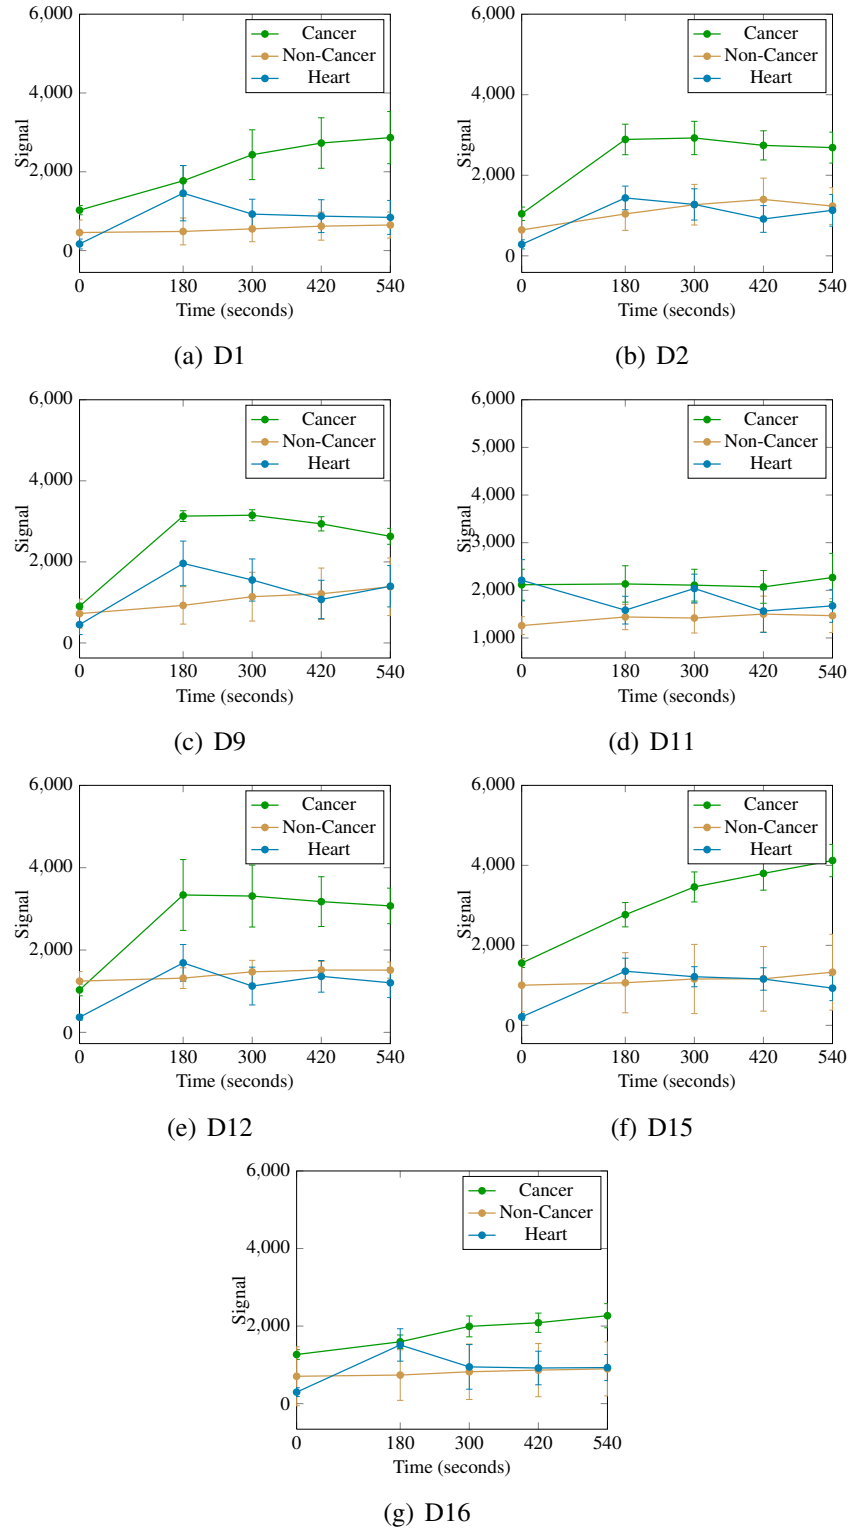 6,000
4,000
2,000
0
Signal
Cancer
Non-Cancer
Heart
0 180 300 420 540
Time (seconds)
(a) D1
6,000
4,000
2,000
0
Signal
Cancer
Non-Cancer
Heart
0 180 300 420 540
Time (seconds)
(b) D2
6,000
4,000
2,000
0
Signal
Cancer
Non-Cancer
Heart
0 180 300 420 540
Time (seconds)
(c) D9
6,000
5,000
4,000
3,000
2,000
1,000
Signal
Cancer
Non-Cancer
Heart
0 180 300 420 540
Time (seconds)
(d) D11
6,000
4,000
2,000
0
Signal
Cancer
Non-Cancer
Heart
0 180 300 420 540
Time (seconds)
(e) D12
6,000
4,000
2,000
0
Signal
Cancer
Non-Cancer
Heart
0 180 300 420 540
Time (seconds)
(f) D15
6,000
4,000
2,000
0
Signal
Cancer
Non-Cancer
Heart
0 180 300 420 540
Time (seconds)
(g) D16